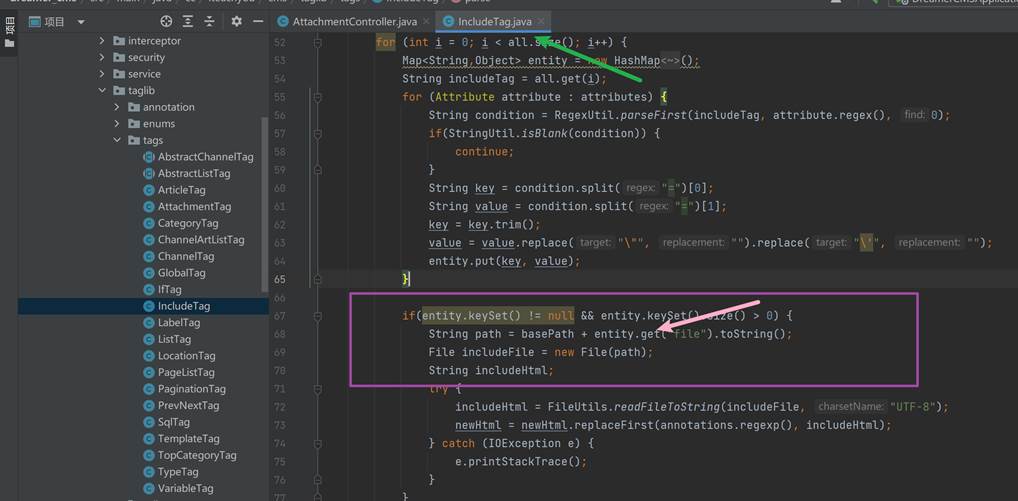 项目
AttachmentController.java
IncludeTag.java
项目
interceptor
security
service
taglib
annotation
enums
tags
AbstractChannelTag
AbstractListTag
ArticleTag
AttachmentTag
CategoryTag
ChannelArtListTag
ChannelTag
GlobalTag
IfTag
IncludeTag
LabelTag
ListTag
LocationTag
PageListTag
PaginationTag
PrevNextTag
SqlTag
TemplateTag
TopCategoryTag
TypeTag
VariableTag
52 for (int i = 0; i < all.size(); i++) {
53 Map<String,Object> entity = new HashMap<~>();
54 String includeTag = all.get(i);
55 for (Attribute attribute : attributes) {
56 String condition = RegexUtil.parseFirst(includeTag, attribute.regex(), find: 0);
57 if(StringUtil.isBlank(condition)) {
58 continue;
59 }
60 String key = condition.split( regex: "=")[0];
61 String value = condition.split( regex: "=")[1];
62 key = key.trim();
63 value = value.replace( target: "\"", replacement: "").replace( target: "\'", replacement: "");
64 entity.put(key, value);
65 }
66
67 if(entity.keySet() != null && entity.keySet().size() > 0) {
68 String path = basePath + entity.get("file").toString();
69 File includeFile = new File(path);
70 String includeHtml;
71 try {
72 includeHtml = FileUtils.readFileToString(includeFile, charsetName: "UTF-8");
73 newHtml = newHtml.replaceFirst(annotations.regexp(), includeHtml);
74 } catch (IOException e) {
75 e.printStackTrace();
76 }
77 }